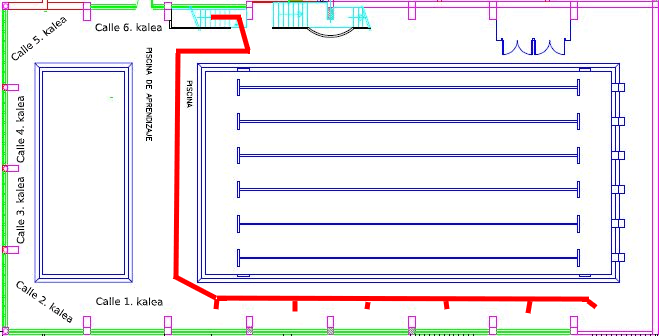 Calle 5. kalea
Calle 6. kalea
PISCINA DE APRENDIZAJE
PISCINA
Calle 4. kalea
Calle 3. kalea
Calle 2. kalea
Calle 1. kalea